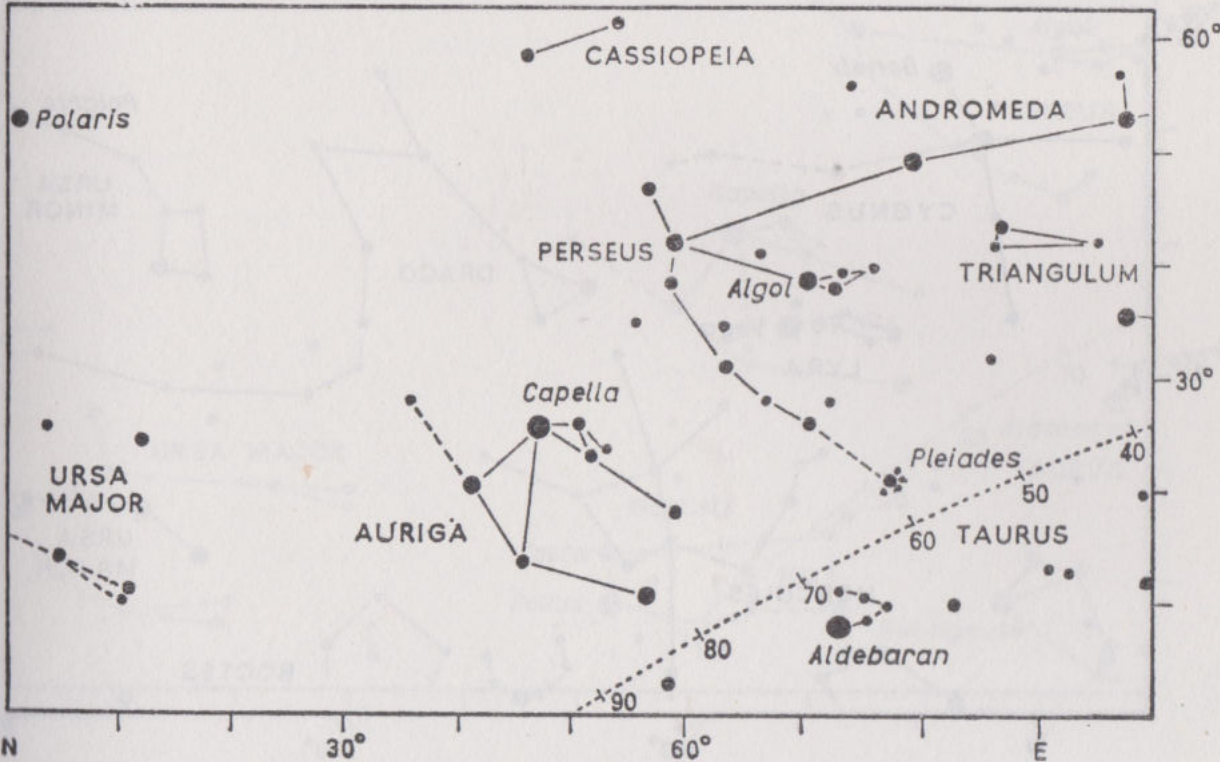 60°
CASSIOPEIA
ANDROMEDA
Polaris
PERSEUS
Algol
TRIANGULUM
30°
Capella
40
Pleiades
50
URSA
MAJOR
AURIGA
60
TAURUS
70
80
Aldebaran
90
N 30° 60° E